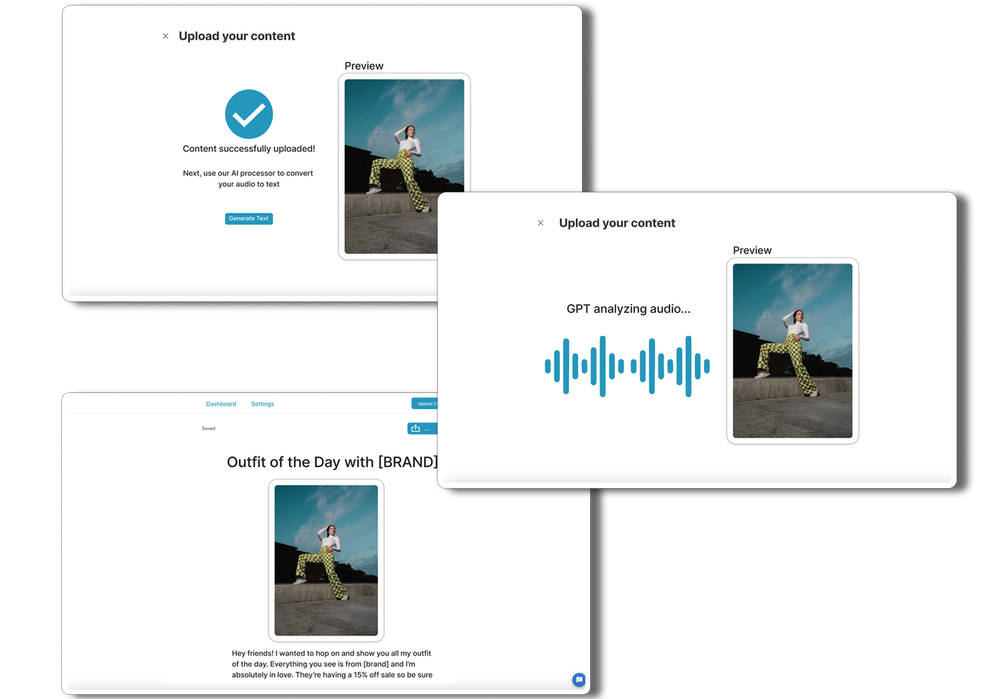 Upload your content
Preview
Content successfully uploaded!
Next, use our AI processor to convert
your audio to text
Generate Text
Upload your content
Preview
GPT analyzing audio...
Dashboard
Settings
Upload C
Saved
...
Outfit of the Day with [BRAND]
Hey friends! I wanted to hop on and show you all my outfit
of the day. Everything you see is from [brand] and I'm
absolutely in love. They're having a 15% off sale so be sure